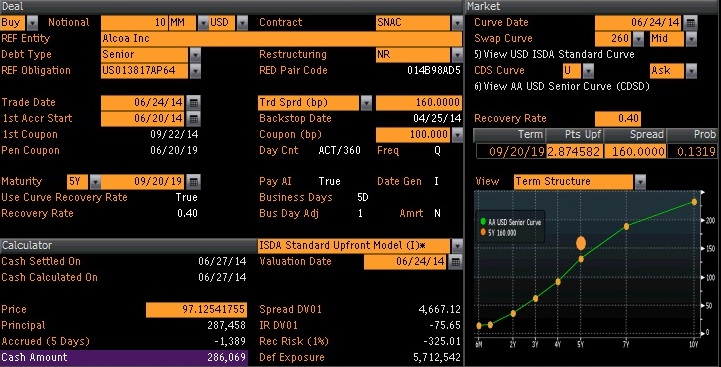 Deal
Buy Notional 10 MM USD Contract SNAC
REF Entity Alcoa Inc
Debt Type Senior Restructuring NR
REF Obligation US013817AP64 RED Pair Code 014B98AD5
Trade Date 06/24/14 Trd Sprd (bp) 160.0000
1st Accr Start 06/20/14 Backstop Date 04/25/14
1st Coupon 09/22/14 Coupon (bp) 100.000
Pen Coupon 06/20/19 Day Cnt ACT/360 Freq Q
Maturity 5Y 09/20/19 Pay AI True Date Gen I
Use Curve Recovery Rate True Business Days 5D
Recovery Rate 0.40 Bus Day Adj 1 Amrt N
Calculator ISDA Standard Upfront Model (I)*
Cash Settled On 06/27/14 Valuation Date 06/24/14
Cash Calculated On 06/27/14
Price 97.12541755 Spread DV01 4,667.12
Principal 287,458 IR DV01 -75.65
Accrued (5 Days) -1,389 Rec Risk (1%) -325.01
Cash Amount 286,069 Def Exposure 5,712,542
Market
Curve Date 06/24/14
Swap Curve 260 Mid
5) View USD ISDA Standard Curve
CDS Curve U Ask
6) View AA USD Senior Curve (CDSD)
Recovery Rate 0.40
Term Pts Upf Spread Prob
09/20/19 2.874582 160.0000 0.1319
View Term Structure
AA USD Senior Curve
5Y 160.000
250
200
150
100
50
0
6M 2Y 3Y 4Y 5Y 7Y 10Y